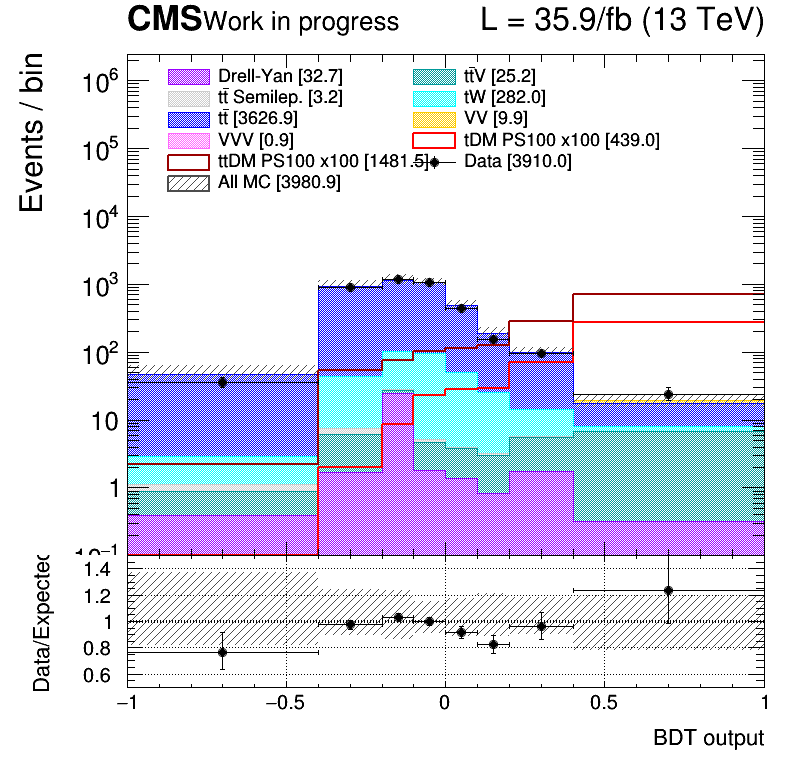 CMS Work in progress L = 35.9/fb (13 TeV)
Events / bin
Drell-Yan [32.7] tt̄V [25.2]
tt̄ Semilep. [3.2] tW [282.0]
tt̄ [3626.9] VV [9.9]
VVV [0.9] tDM PS100 x100 [439.0]
ttDM PS100 x100 [1481.5] Data [3910.0]
All MC [3980.9]
10⁶
10⁵
10⁴
10³
10²
10
1
10⁻¹
Data/Expected
1.4
1.2
1
0.8
0.6
−1 −0.5 0 0.5 1
BDT output